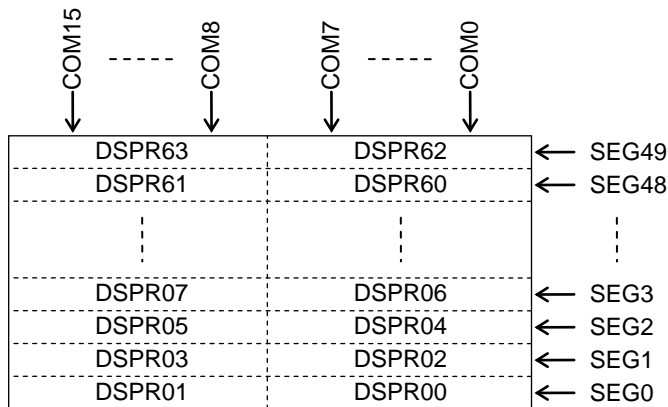 COM15 COM8 COM7 COM0
DSPR63 DSPR62 SEG49
DSPR61 DSPR60 SEG48
DSPR07 DSPR06 SEG3
DSPR05 DSPR04 SEG2
DSPR03 DSPR02 SEG1
DSPR01 DSPR00 SEG0